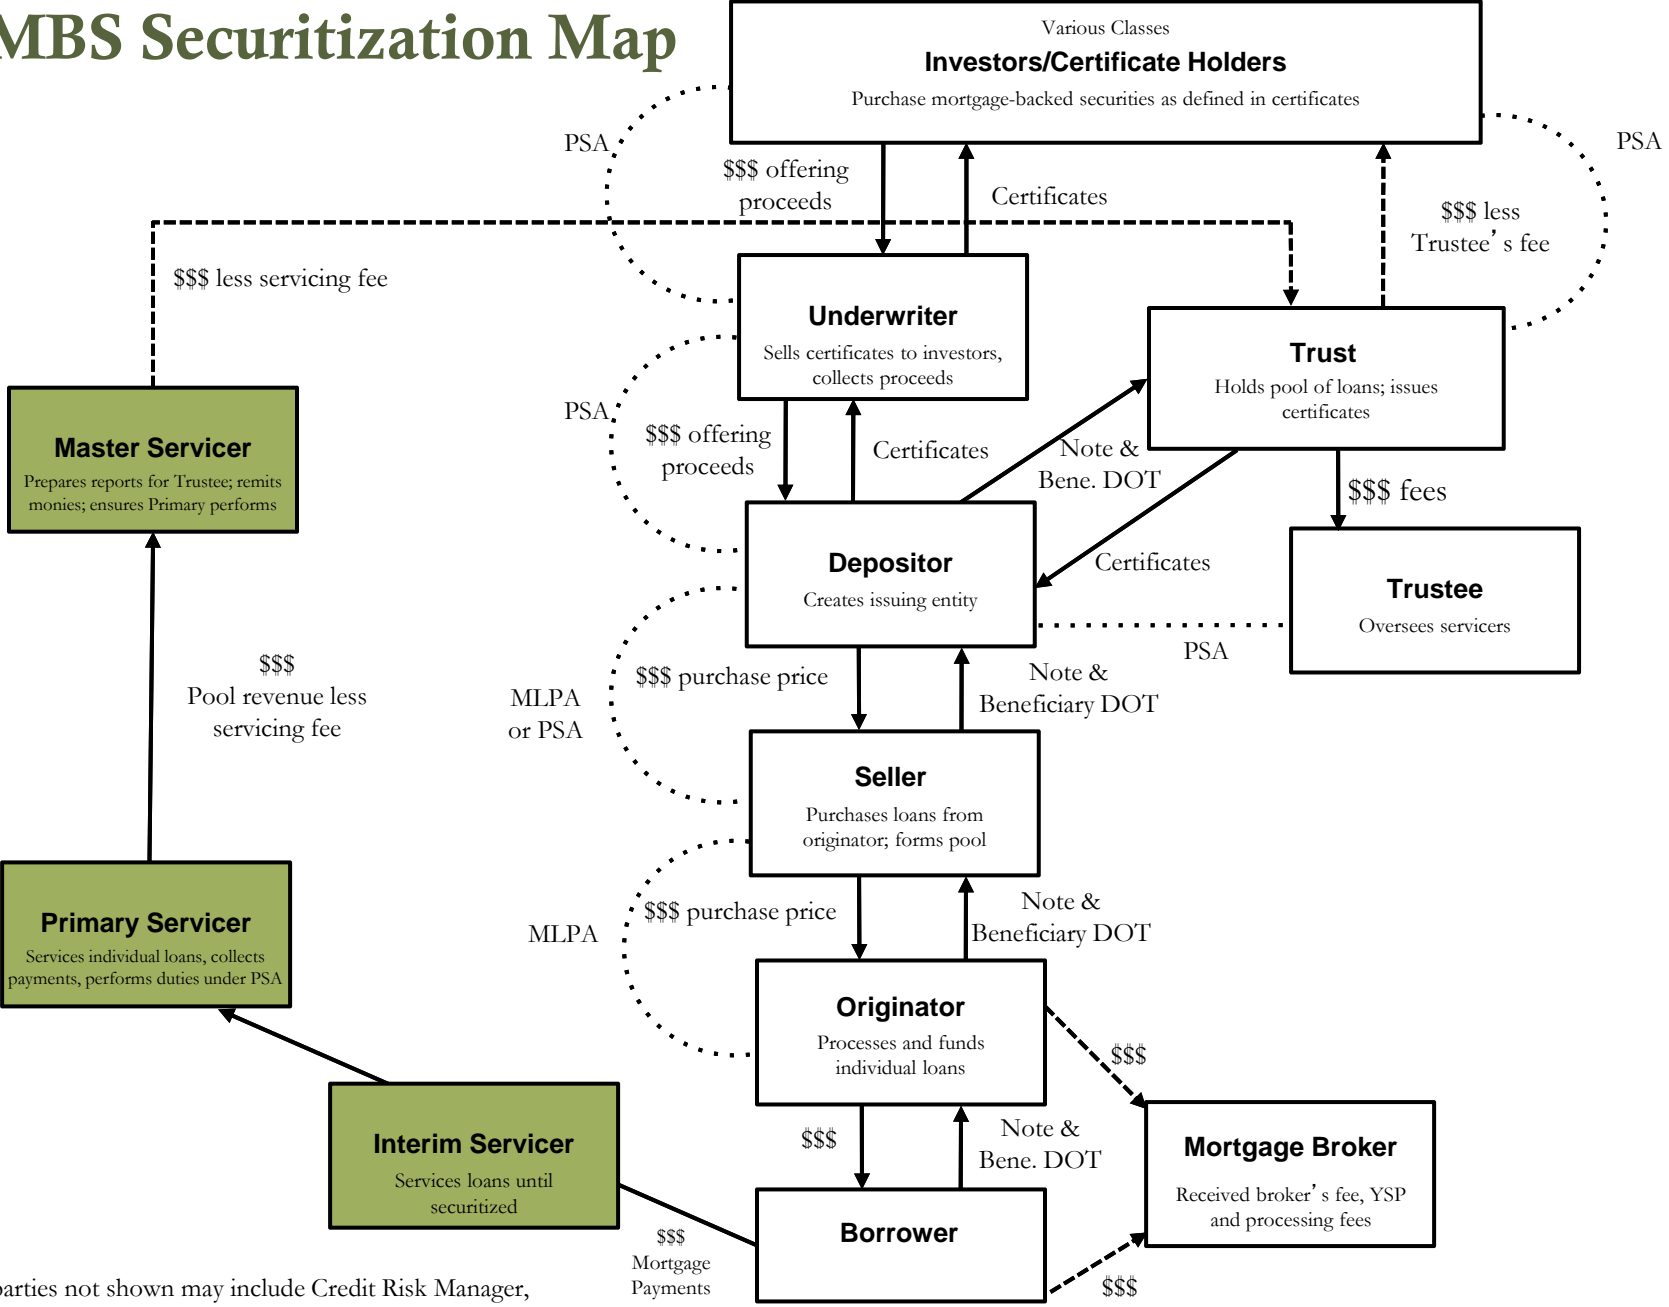 MBS Securitization Map
Various Classes
Investors/Certificate Holders
Purchase mortgage-backed securities as defined in certificates
PSA
PSA
$$$ offering
proceeds
Certificates
$$$ less
Trustee's fee
$$$ less servicing fee
Underwriter
Sells certificates to investors,
collects proceeds
Trust
Holds pool of loans; issues
certificates
PSA
$$$ offering
proceeds
Certificates
Note &
Bene. DOT
$$$ fees
Master Servicer
Prepares reports for Trustee; remits
monies; ensures Primary performs
Depositor
Creates issuing entity
Certificates
Trustee
Oversees servicers
PSA
$$$
Pool revenue less
servicing fee
MLPA
or PSA
$$$ purchase price
Note &
Beneficiary DOT
Seller
Purchases loans from
originator; forms pool
Primary Servicer
Services individual loans, collects
payments, performs duties under PSA
MLPA
$$$ purchase price
Note &
Beneficiary DOT
Originator
Processes and funds
individual loans
$$$
Interim Servicer
Services loans until
securitized
$$$
Note &
Bene. DOT
Mortgage Broker
Received broker's fee, YSP
and processing fees
Borrower
$$$
Mortgage
Payments
$$$
parties not shown may include Credit Risk Manager,